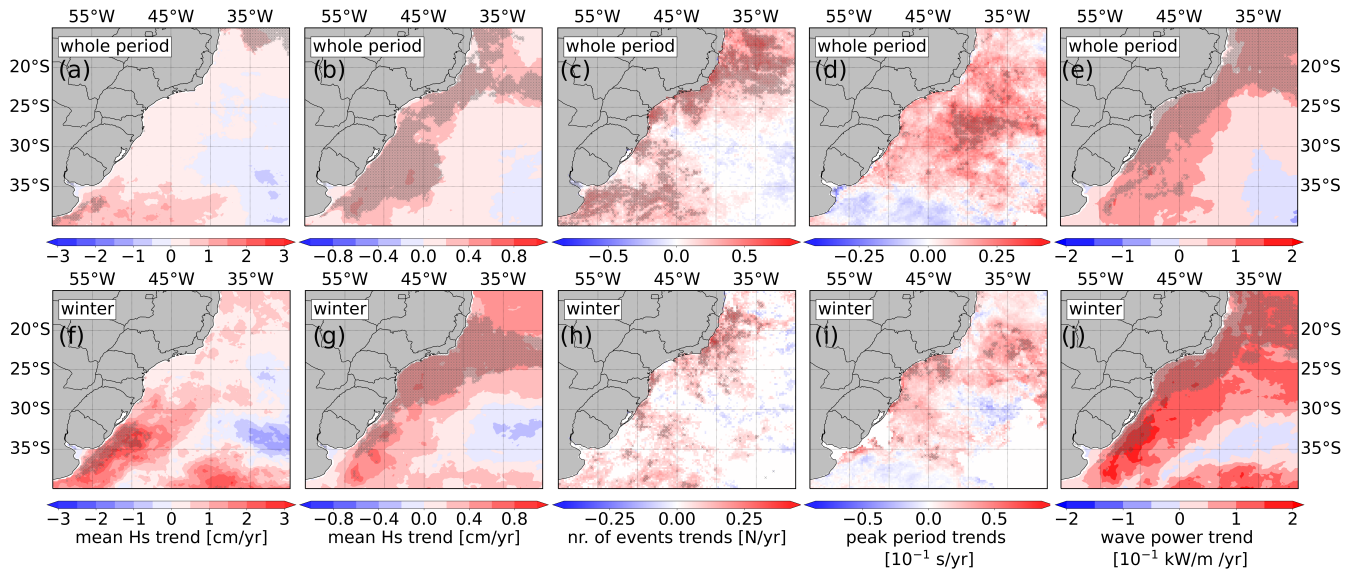 55°W 45°W 35°W 55°W 45°W 35°W 55°W 45°W 35°W 55°W 45°W 35°W 55°W 45°W 35°W
whole period whole period whole period whole period whole period
(a) (b) (c) (d) (e)
20°S 20°S
25°S 25°S
30°S 30°S
35°S 35°S
−3 −2 −1 0 1 2 3 −0.8 −0.4 0.0 0.4 0.8 −0.5 0.0 0.5 −0.25 0.00 0.25 −2 −1 0 1 2
55°W 45°W 35°W 55°W 45°W 35°W 55°W 45°W 35°W 55°W 45°W 35°W 55°W 45°W 35°W
winter winter winter winter winter
(f) (g) (h) (i) (j)
20°S 20°S
25°S 25°S
30°S 30°S
35°S 35°S
−3 −2 −1 0 1 2 3 −0.8 −0.4 0.0 0.4 0.8 −0.25 0.00 0.25 −0.5 0.0 0.5 −2 −1 0 1 2
mean Hs trend [cm/yr] mean Hs trend [cm/yr] nr. of events trends [N/yr] peak period trends wave power trend
[10⁻¹ s/yr] [10⁻¹ kW/m /yr]